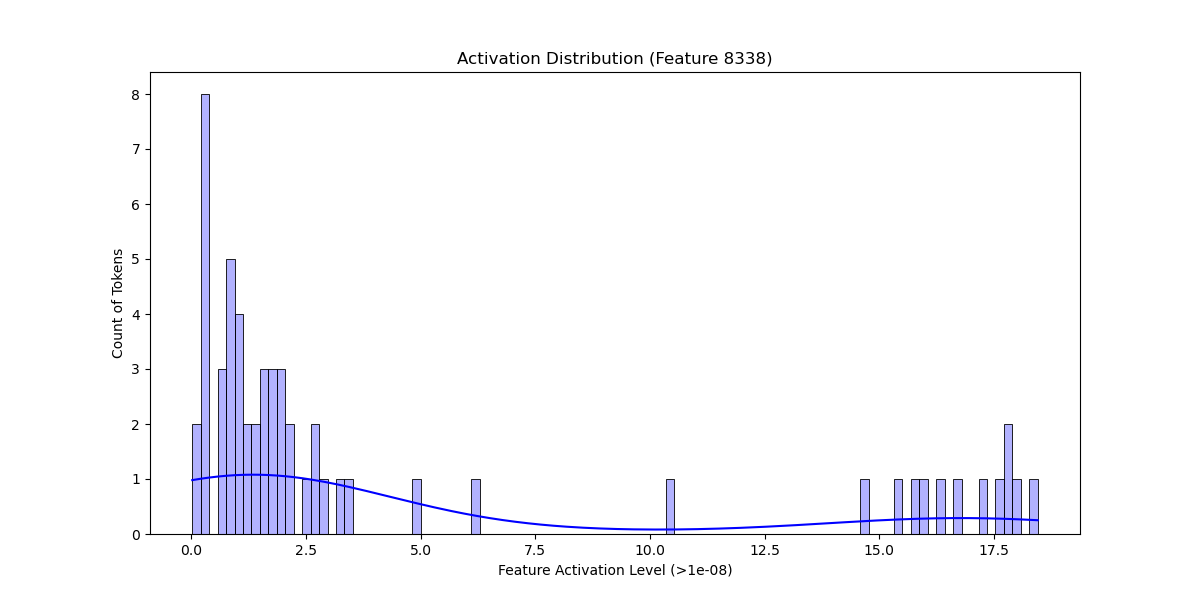 Activation Distribution (Feature 8338)
Count of Tokens
8
7
6
5
4
3
2
1
0
0.0 2.5 5.0 7.5 10.0 12.5 15.0 17.5
Feature Activation Level (>1e-08)